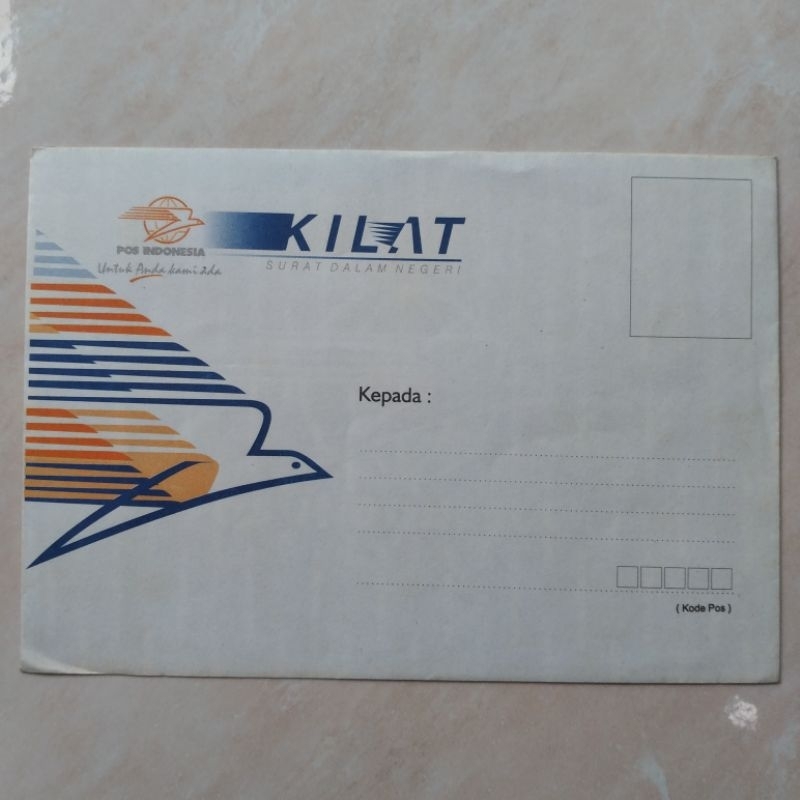 POS INDONESIA
Untuk Anda kami ada
KILAT
SURAT DALAM NEGERI
Kepada :
( Kode Pos )